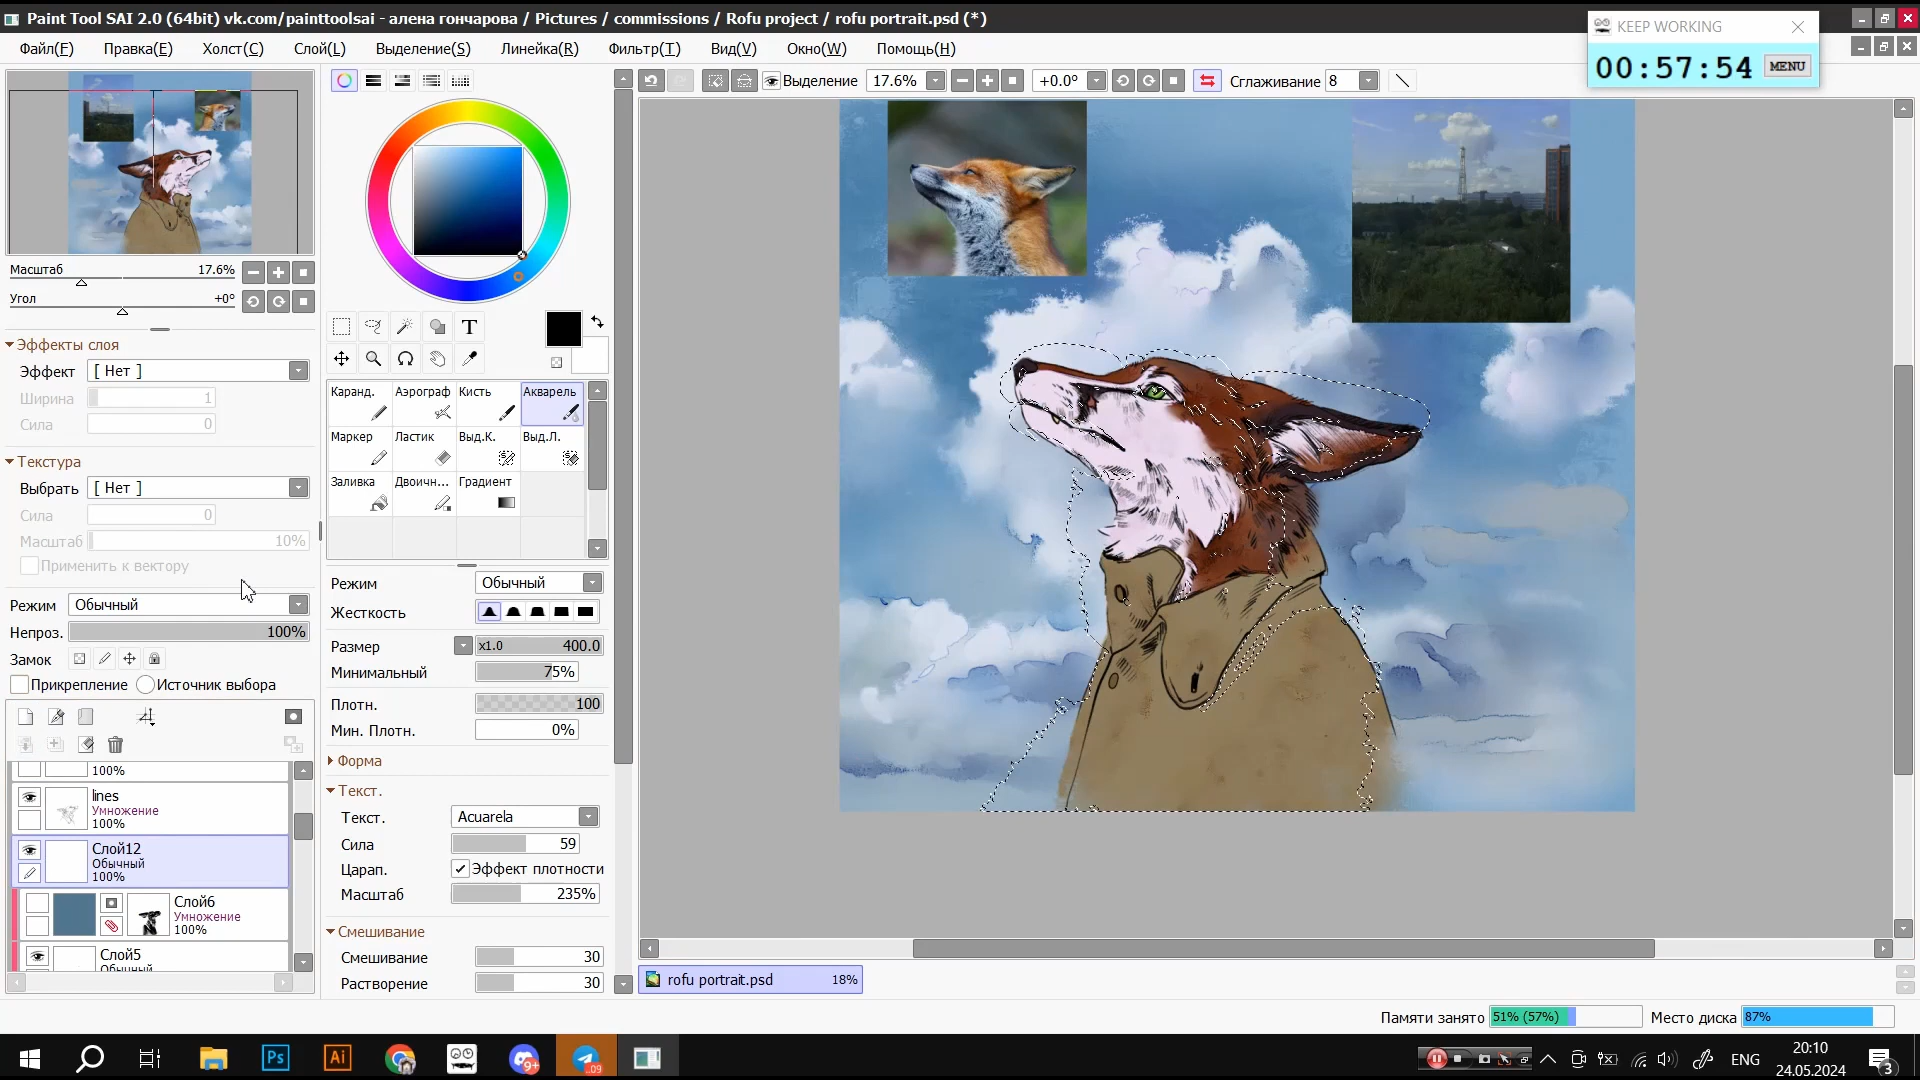 Paint Tool SAI 2.0 (64bit) vk.com/painttoolsai - алена гончарова / Pictures / commissions / Rofu project / rofu portrait.psd (*)
KEEP WORKING
00:57:54 MENU
Файл(F) Правка(E) Холст(C) Слой(L) Выделение(S) Линейка(R) Фильтр(T) Вид(V) Окно(W) Помощь(H)
Выделение 17.6% +0.0° Сглаживание 8
Масштаб 17.6%
Угол +0°
Эффекты слоя
Эффект [ Нет ]
Ширина 1
Сила 0
Текстура
Выбрать [ Нет ]
Сила 0
Масштаб 10%
Применить к вектору
Режим Обычный
Непроз. 100%
Замок
Прикрепление Источник выбора
100%
lines
Умножение
100%
Слой12
Обычный
100%
Слой6
Умножение
100%
Слой5
Обычный
T
Каранд. Аэрограф Кисть Акварель
Маркер Ластик Выд.К. Выд.Л.
Заливка Двоичн... Градиент
Режим Обычный
Жесткость
Размер x1.0 400.0
Минимальный 75%
Плотн. 100
Мин. Плотн. 0%
Форма
Текст.
Текст. Acuarela
Сила 59
Царап. Эффект плотности
Масштаб 235%
Смешивание
Смешивание 30
Растворение 30
rofu portrait.psd 18%
Памяти занято 51% (57%) Место диска 87%
Ps Ai 9+ ..09
ENG
20:10
24.05.2024
3